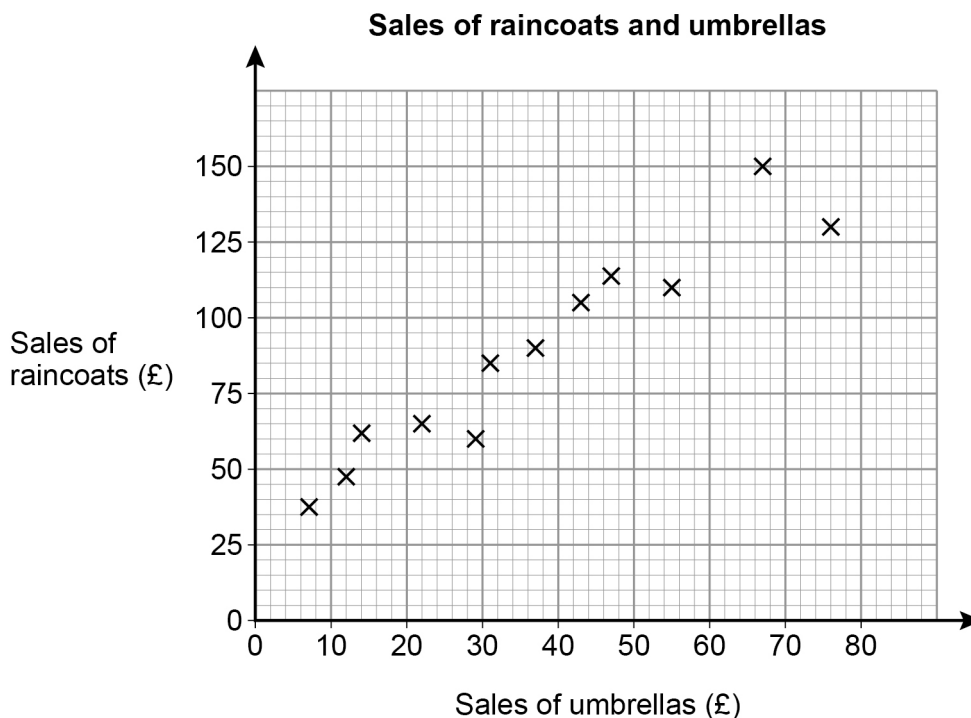 Sales of raincoats and umbrellas
150
125
100
Sales of
raincoats (£)
75
50
25
0
0 10 20 30 40 50 60 70 80
Sales of umbrellas (£)